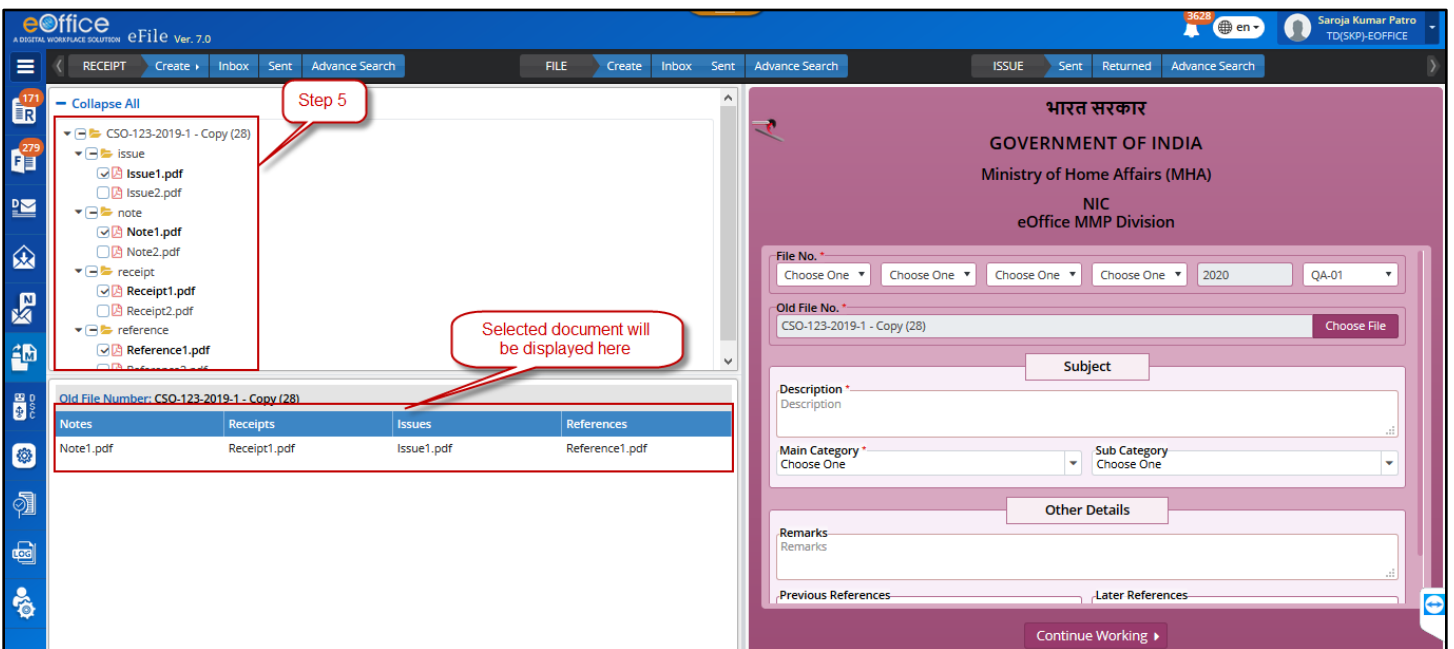 eOffice
A DIGITAL WORKPLACE SOLUTION eFile Ver. 7.0
3628
en
Saroja Kumar Patro
TD(SKP)-EOFFICE
RECEIPT Create Inbox Sent Advance Search
FILE Create Inbox Sent Advance Search
ISSUE Sent Returned Advance Search
171
R
279
F
D
N
M
DSC
LOG
Collapse All
Step 5
CSO-123-2019-1 - Copy (28)
issue
Issue1.pdf
Issue2.pdf
note
Note1.pdf
Note2.pdf
receipt
Receipt1.pdf
Receipt2.pdf
reference
Reference1.pdf
Reference2.pdf
Selected document will
be displayed here
Old File Number: CSO-123-2019-1 - Copy (28)
Notes Receipts Issues References
Note1.pdf Receipt1.pdf Issue1.pdf Reference1.pdf
भारत सरकार
GOVERNMENT OF INDIA
Ministry of Home Affairs (MHA)
NIC
eOffice MMP Division
File No. *
Choose One Choose One Choose One Choose One 2020 QA-01
Old File No. *
CSO-123-2019-1 - Copy (28) Choose File
Subject
Description *
Description
Main Category * Sub Category
Choose One Choose One
Other Details
Remarks
Remarks
Previous References Later References
Continue Working